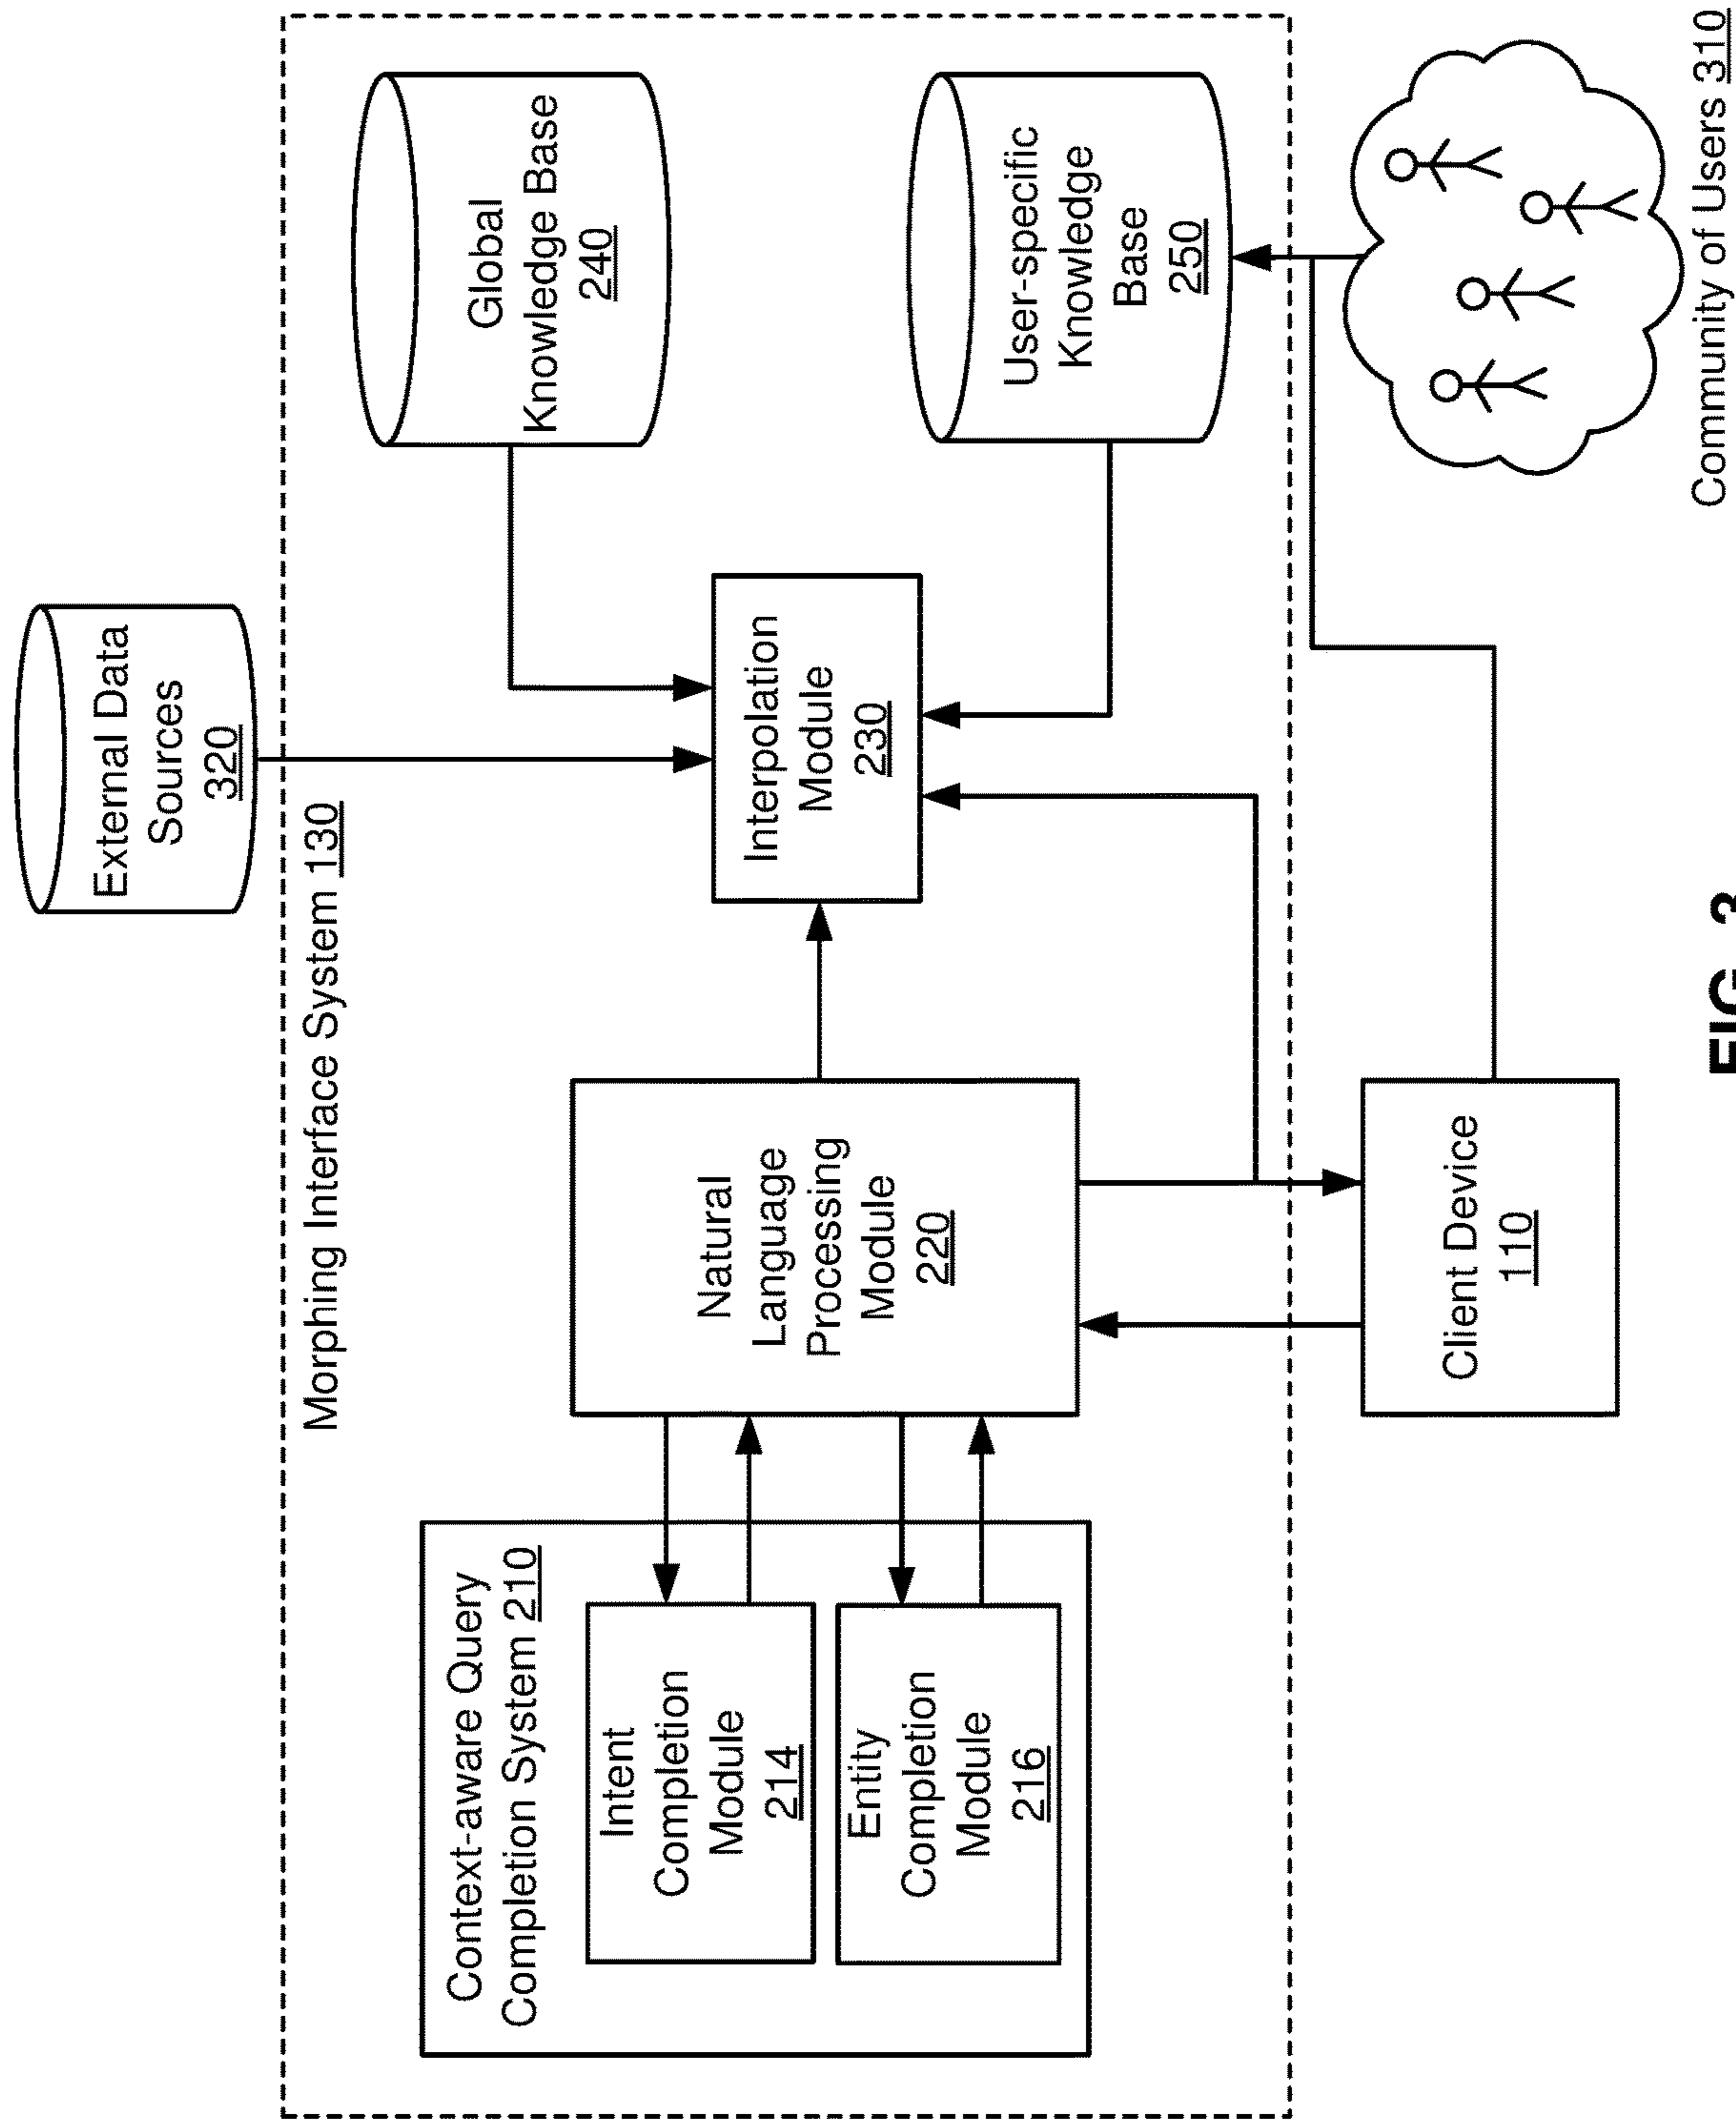 External Data
Sources
320
Morphing Interface System 130
Context-aware Query
Completion System 210
Intent
Completion
Module
214
Entity
Completion
Module
216
Natural
Language
Processing
Module
220
Interpolation
Module
230
Global
Knowledge Base
240
User-specific
Knowledge
Base
250
Client Device
110
Community of Users 310
FIG. 3